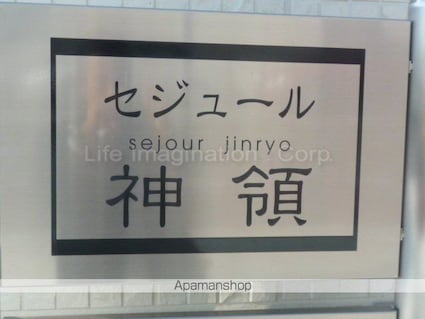 セジュール
sejour jinryo
Life Imagination Corp.
神領
Apamanshop